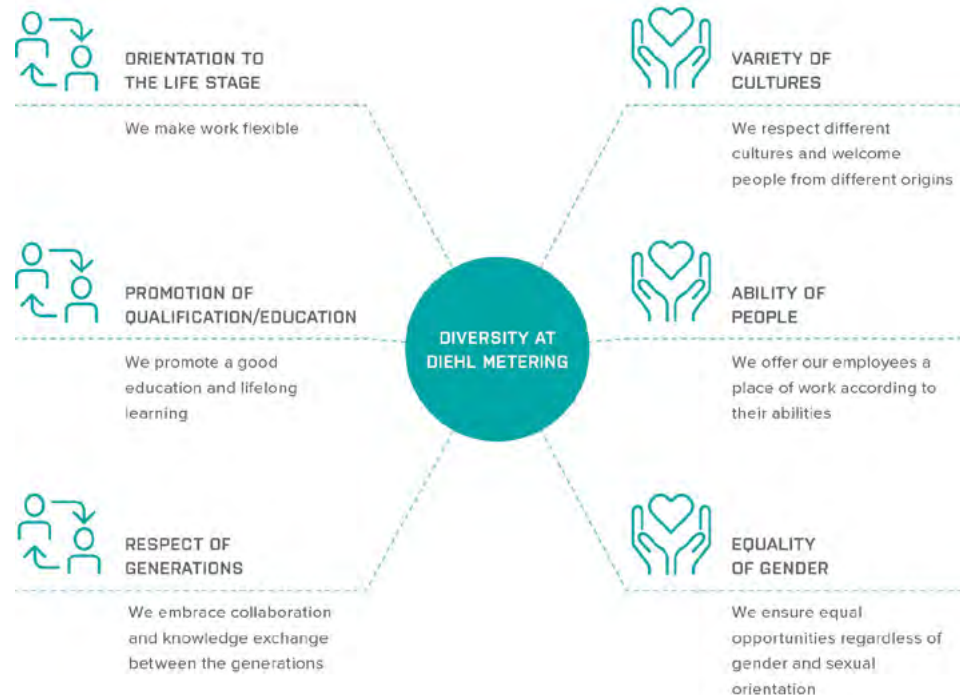 ORIENTATION TO
THE LIFE STAGE
We make work flexible
VARIETY OF
CULTURES
We respect different
cultures and welcome
people from different origins
PROMOTION OF
QUALIFICATION/EDUCATION
We promote a good
education and lifelong
learning
DIVERSITY AT
DIEHL METERING
ABILITY OF
PEOPLE
We offer our employees a
place of work according to
their abilities
RESPECT OF
GENERATIONS
We embrace collaboration
and knowledge exchange
between the generations
EQUALITY
OF GENDER
We ensure equal
opportunities regardless of
gender and sexual
orientation